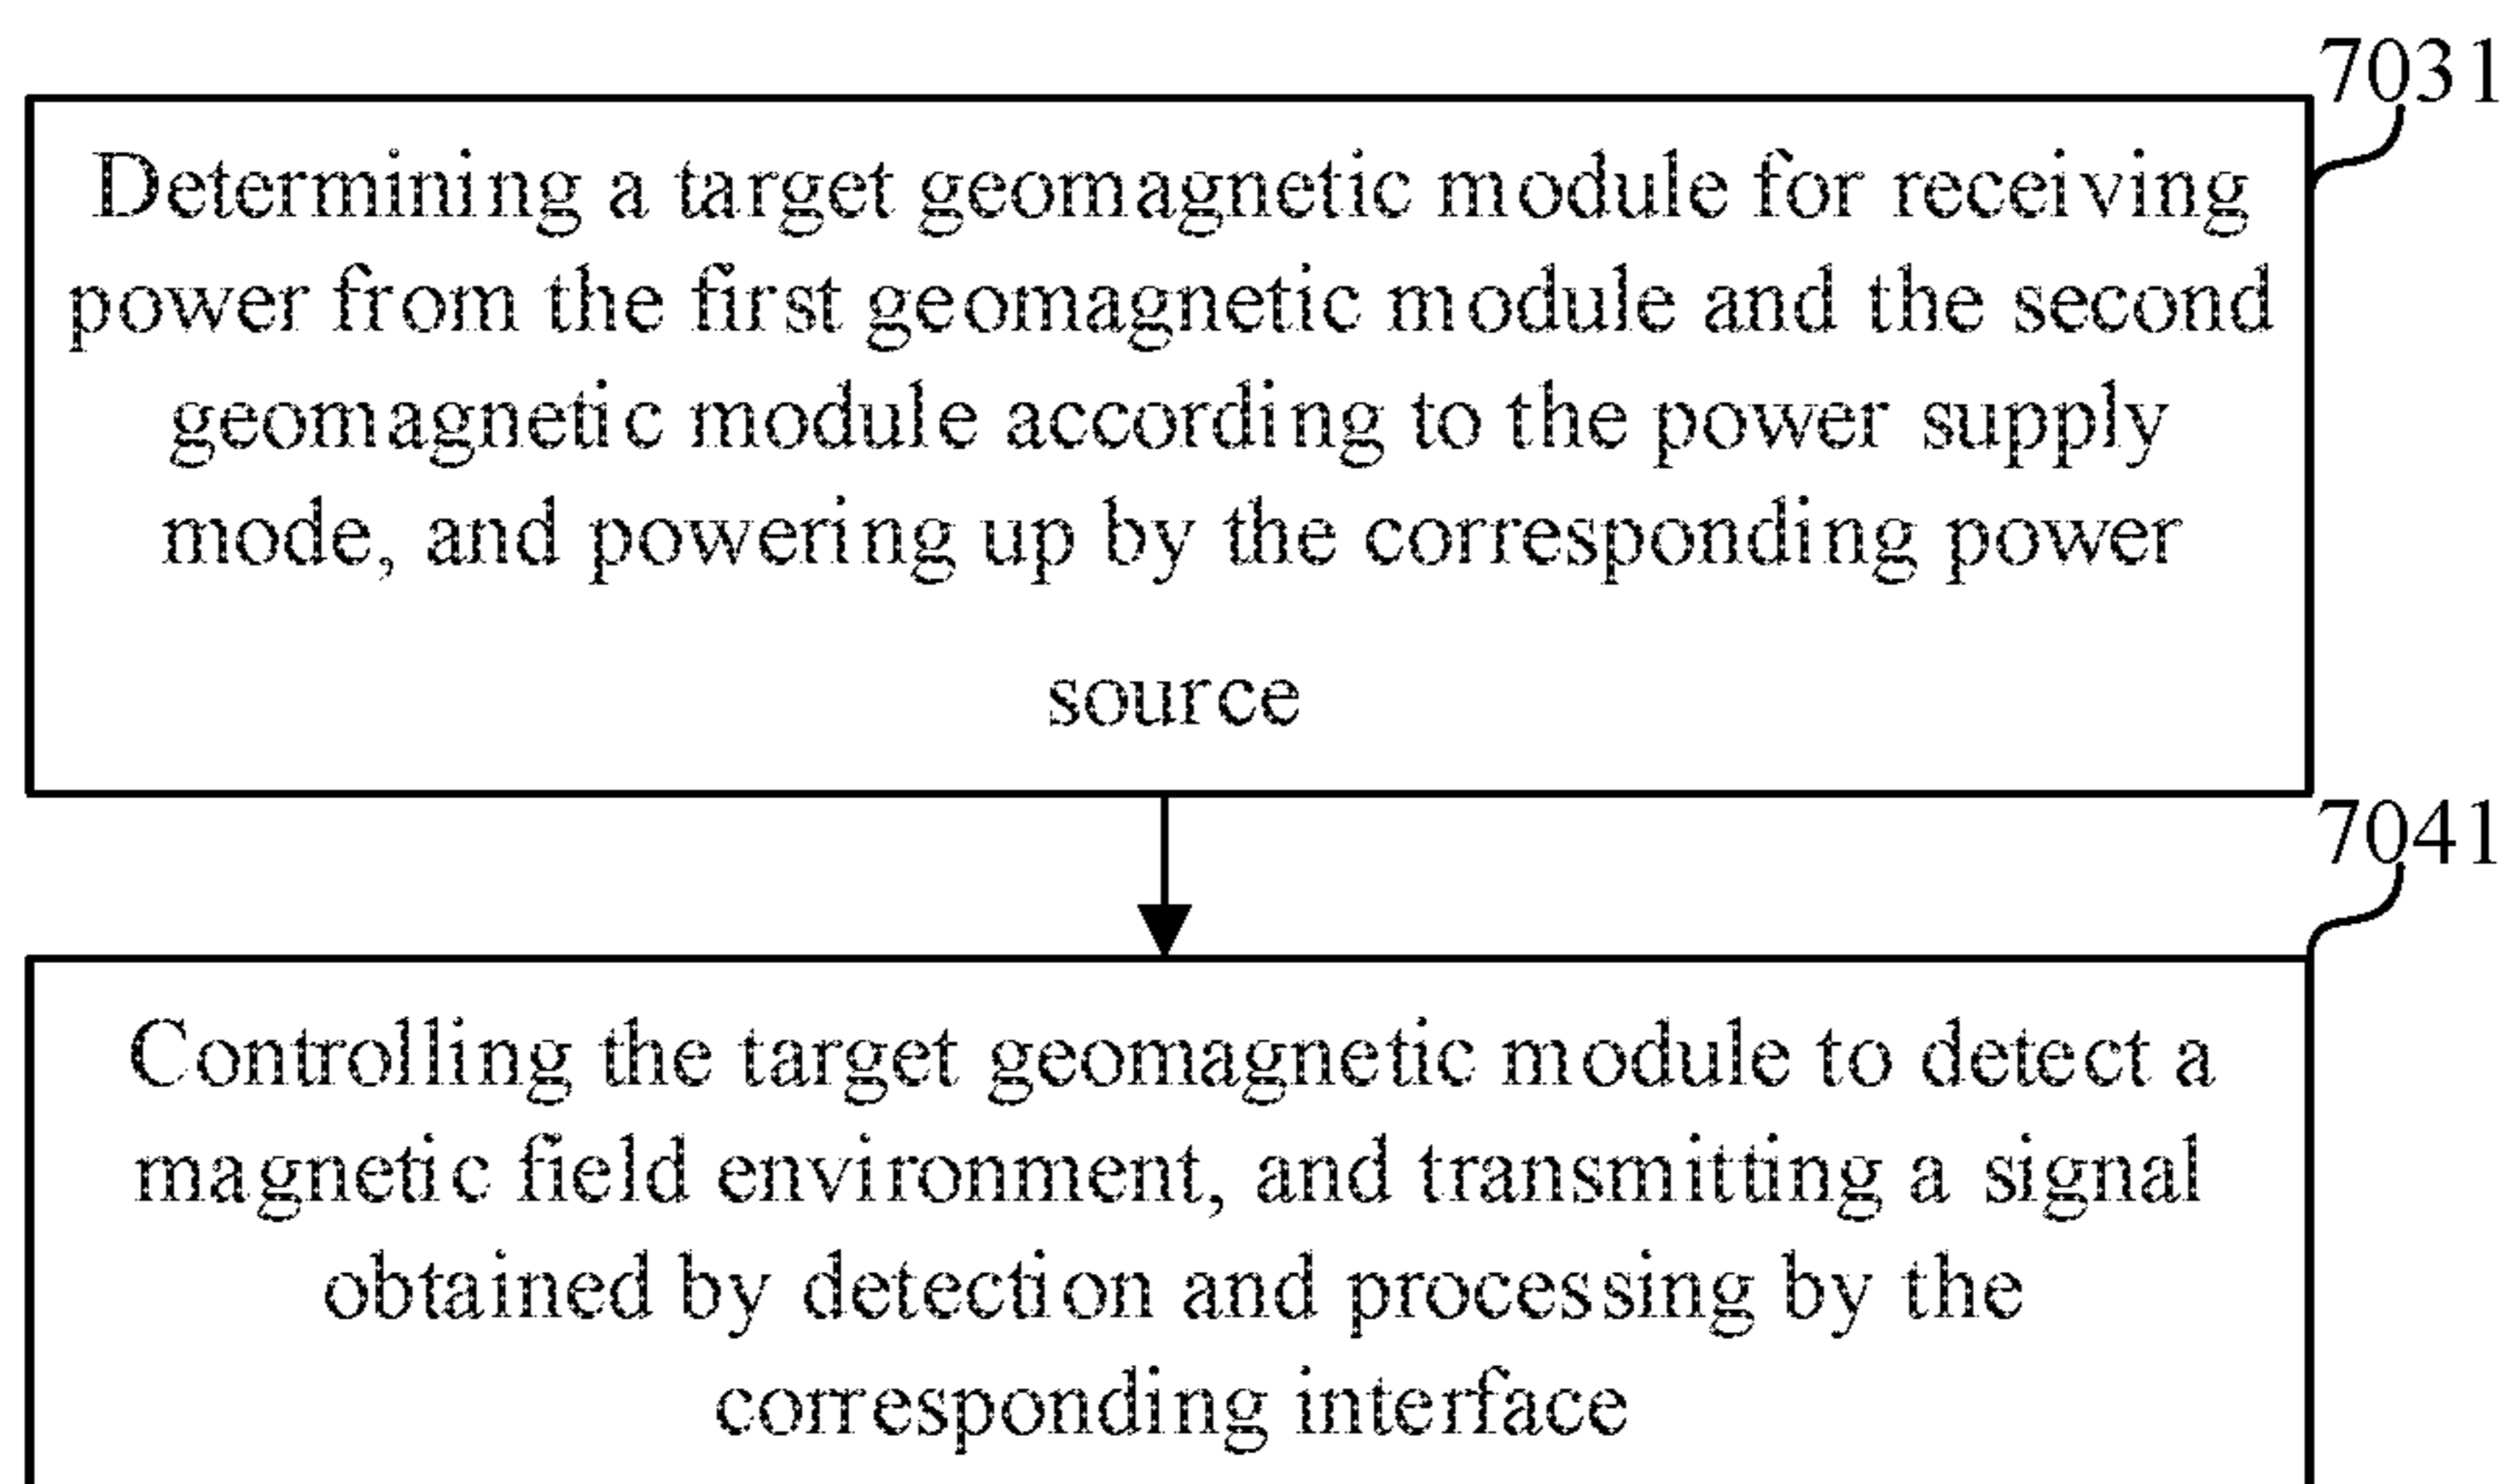 7031
Determining a target geomagnetic module for receiving
power from the first geomagnetic module and the second
geomagnetic module according to the power supply
mode, and powering up by the corresponding power
source
7041
Controlling the target geomagnetic module to detect a
magnetic field environment, and transmitting a signal
obtained by detection and processing by the
corresponding interface